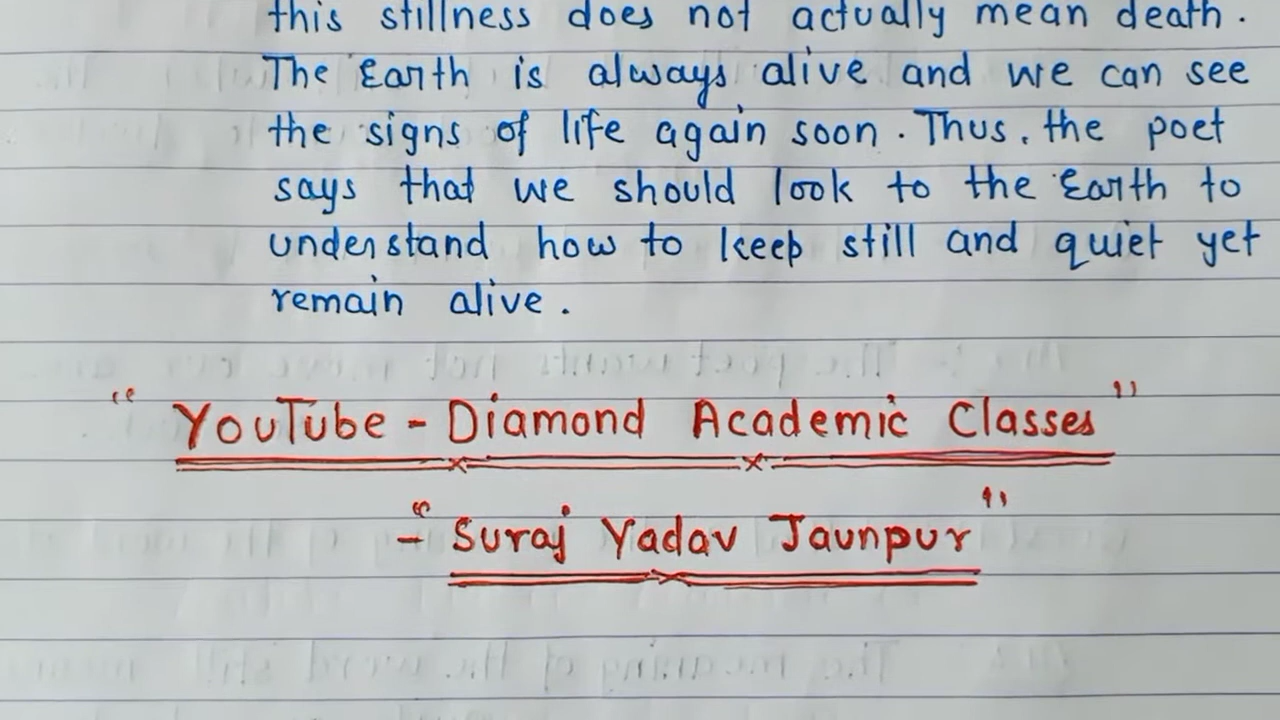 this stillness does not actually mean death.
The Earth is always alive and we can see
the signs of life again soon. Thus, the poet
says that we should look to the Earth to
understand how to keep still and quiet yet
remain alive.
"YouTube - Diamond Academic Classes"
- "Suraj Yadav Jaunpur"